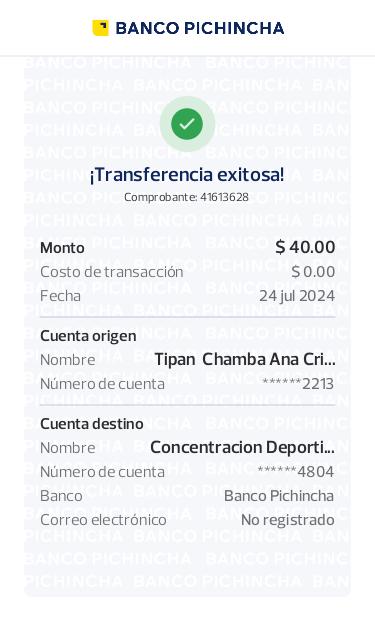 BANCO PICHINCHA
¡Transferencia exitosa!
Comprobante: 41613628
Monto $ 40.00
Costo de transacción $ 0.00
Fecha 24 jul 2024
Cuenta origen
Nombre Tipan Chamba Ana Cri...
Número de cuenta ******2213
Cuenta destino
Nombre Concentracion Deporti...
Número de cuenta ******4804
Banco Banco Pichincha
Correo electrónico No registrado